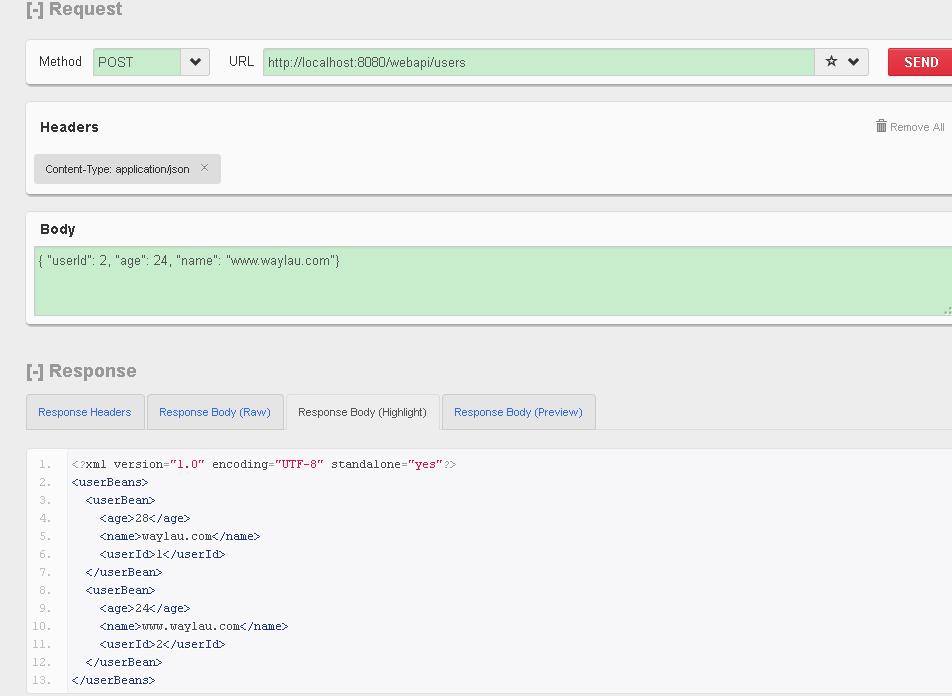 [-] Request
Method POST URL http://localhost:8080/webapi/users SEND
Headers Remove All
Content-Type: application/json ×
Body
{ "userId": 2, "age": 24, "name": "www.waylau.com"}
[-] Response
Response Headers Response Body (Raw) Response Body (Highlight) Response Body (Preview)
1. <?xml version="1.0" encoding="UTF-8" standalone="yes"?>
2. <userBeans>
3.   <userBean>
4.     <age>28</age>
5.     <name>waylau.com</name>
6.     <userId>1</userId>
7.   </userBean>
8.   <userBean>
9.     <age>24</age>
10.     <name>www.waylau.com</name>
11.     <userId>2</userId>
12.   </userBean>
13. </userBeans>